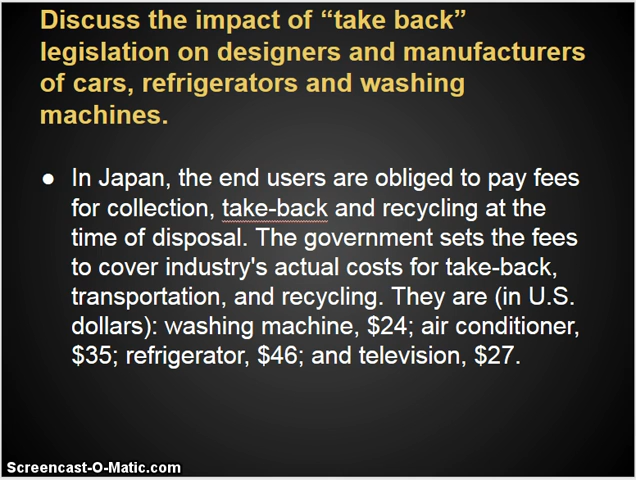 Discuss the impact of “take back”
legislation on designers and manufacturers
of cars, refrigerators and washing
machines.
● In Japan, the end users are obliged to pay fees
for collection, take-back and recycling at the
time of disposal. The government sets the fees
to cover industry's actual costs for take-back,
transportation, and recycling. They are (in U.S.
dollars): washing machine, $24; air conditioner,
$35; refrigerator, $46; and television, $27.
Screencast-O-Matic.com